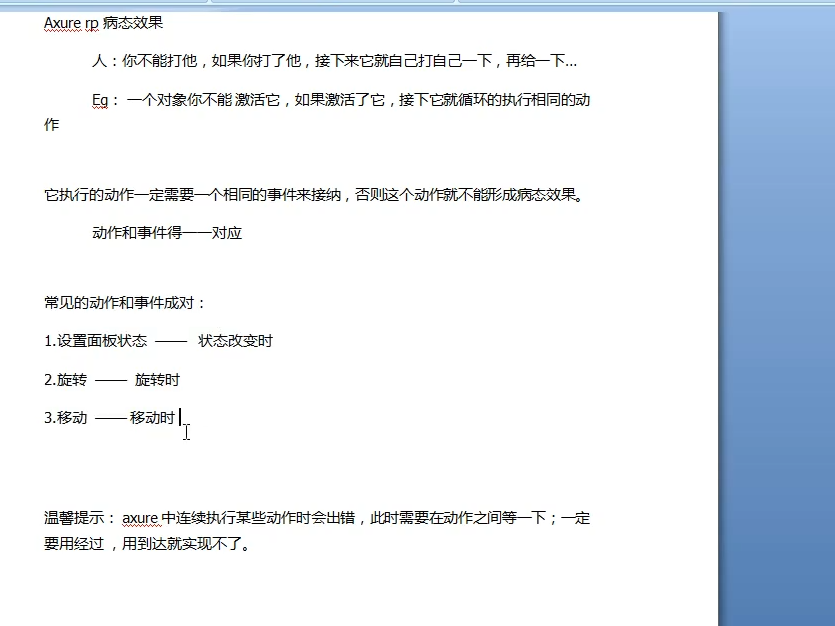 Axure rp 病态效果
人：你不能打他，如果你打了他，接下来它就自己打自己一下，再给一下...
Eg： 一个对象你不能 激活它，如果激活了它，接下它就循环的执行相同的动
作
它执行的动作一定需要一个相同的事件来接纳，否则这个动作就不能形成病态效果。
动作和事件得一一对应
常见的动作和事件成对：
1.设置面板状态 —— 状态改变时
2.旋转 —— 旋转时
3.移动 —— 移动时
温馨提示： axure 中连续执行某些动作时会出错，此时需要在动作之间等一下；一定
要用经过 ，用到达就实现不了。